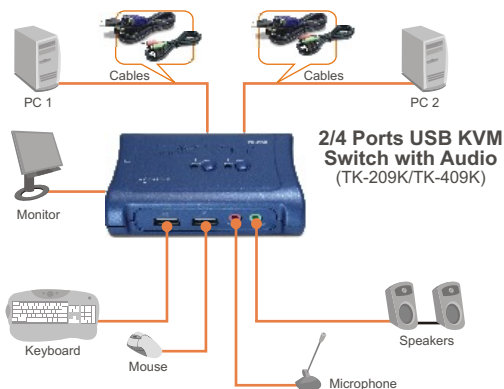 Cables
Cables
PC 1
PC 2
2/4 Ports USB KVM
Switch with Audio
(TK-209K/TK-409K)
Monitor
Keyboard
Mouse
Speakers
Microphone